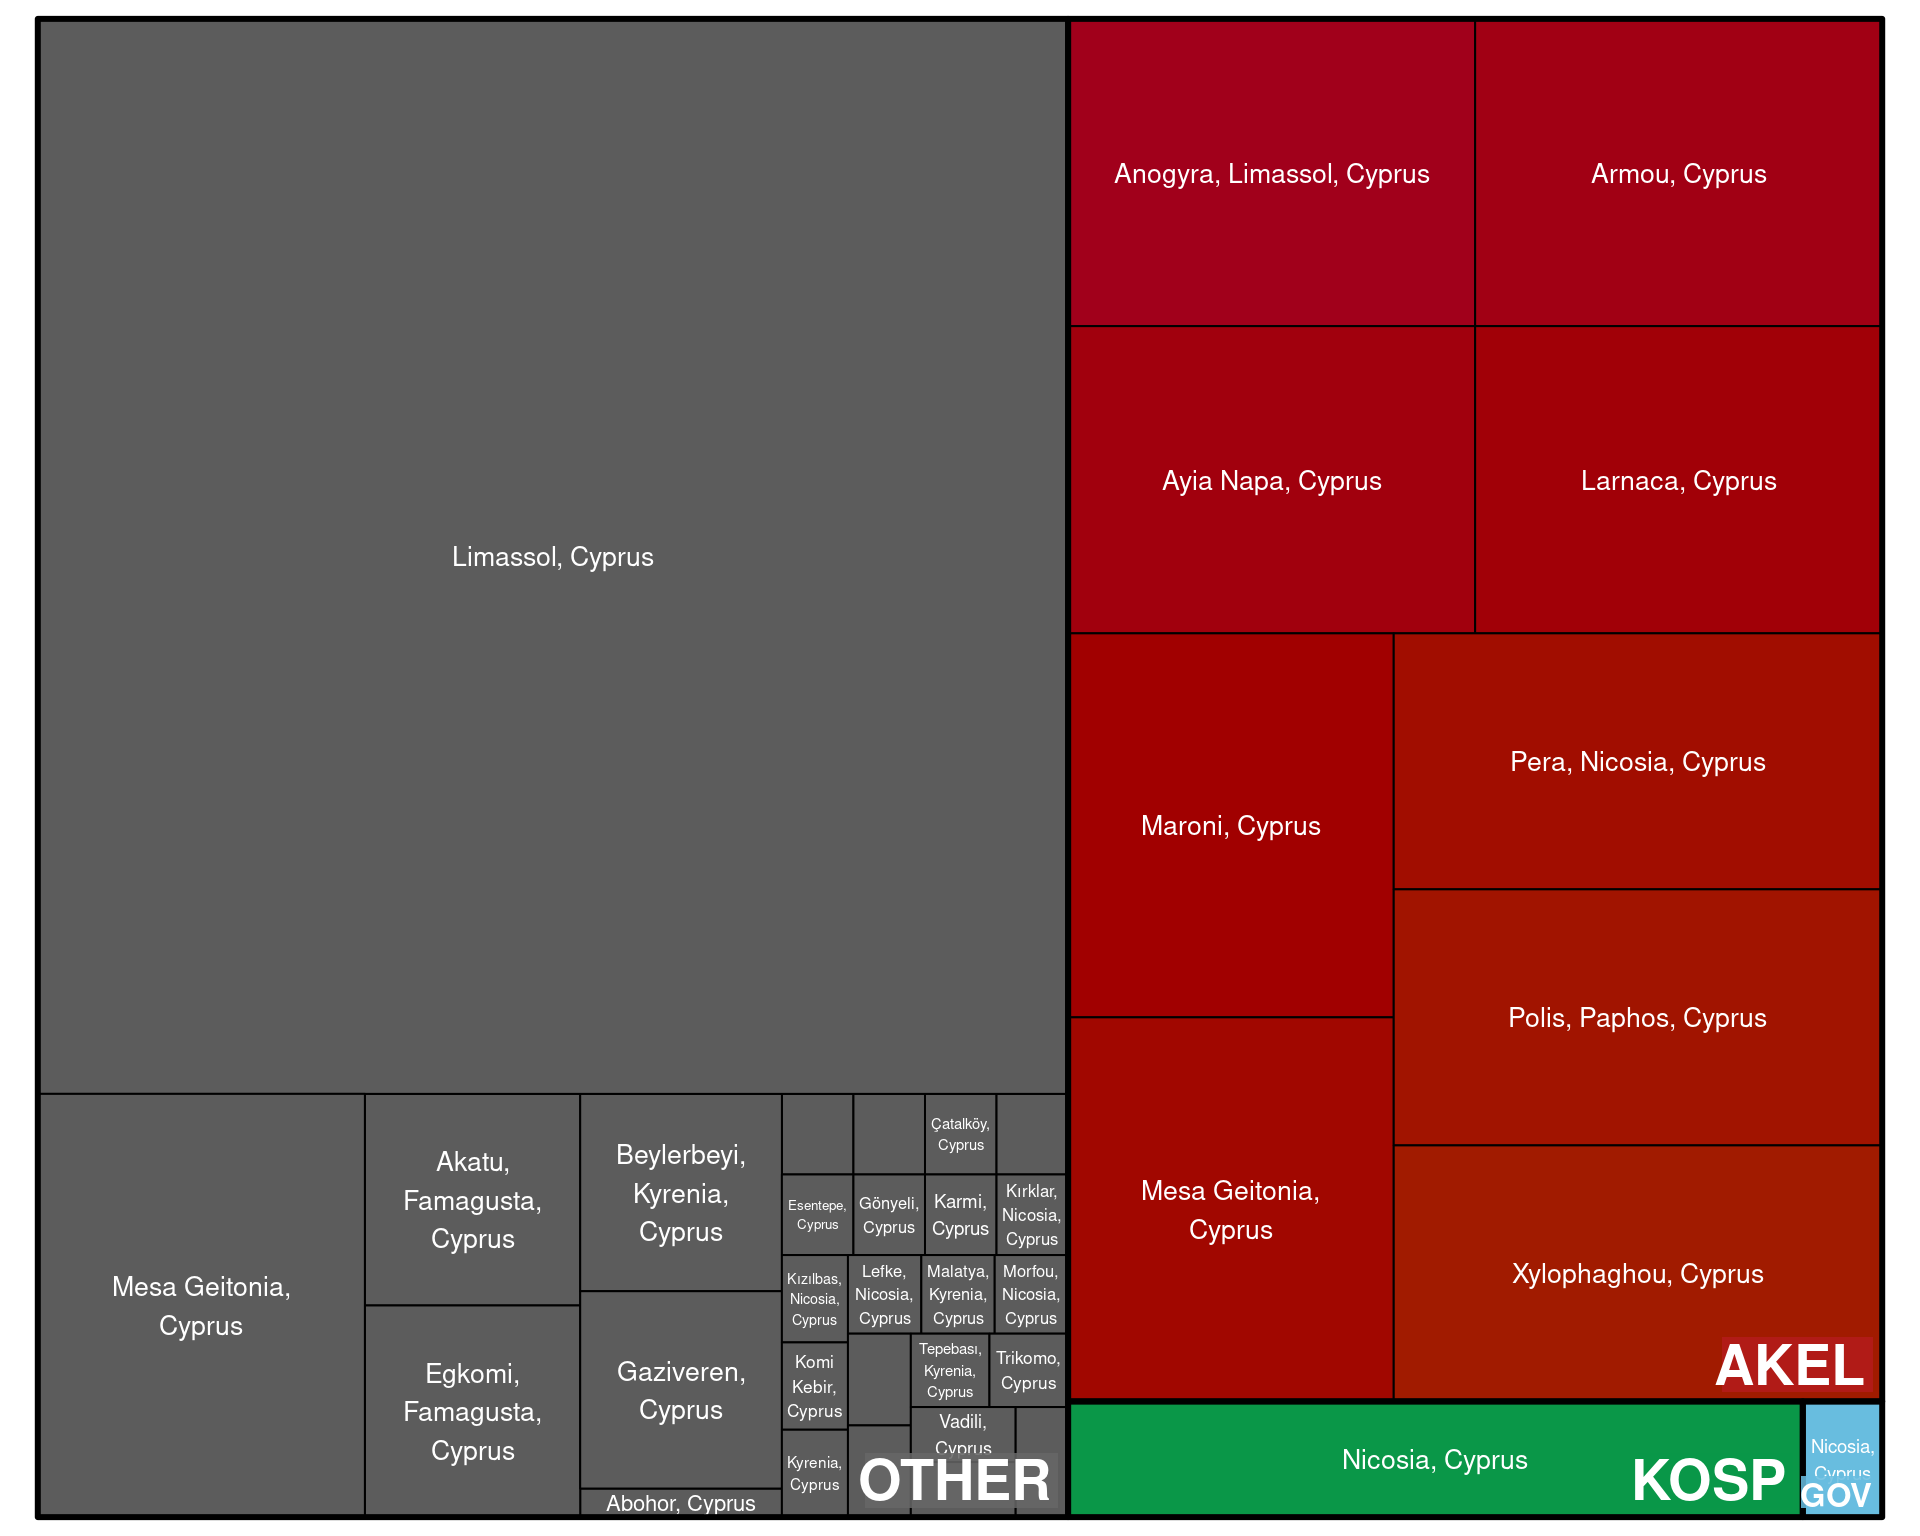 Limassol, Cyprus
Mesa Geitonia,
Cyprus
Akatu,
Famagusta,
Cyprus
Egkomi,
Famagusta,
Cyprus
Beylerbeyi,
Kyrenia,
Cyprus
Gaziveren,
Cyprus
Abohor, Cyprus
Çatalköy,
Cyprus
Esentepe,
Cyprus
Gönyeli,
Cyprus
Karmi,
Cyprus
Kırklar,
Nicosia,
Cyprus
Kızılbas,
Nicosia,
Cyprus
Lefke,
Nicosia,
Cyprus
Malatya,
Kyrenia,
Cyprus
Morfou,
Nicosia,
Cyprus
Komi
Kebir,
Cyprus
Tepebası,
Kyrenia,
Cyprus
Trikomo,
Cyprus
Kyrenia,
Cyprus
Vadili,
Cyprus
OTHER
Anogyra, Limassol, Cyprus
Armou, Cyprus
Ayia Napa, Cyprus
Larnaca, Cyprus
Maroni, Cyprus
Pera, Nicosia, Cyprus
Polis, Paphos, Cyprus
Mesa Geitonia,
Cyprus
Xylophaghou, Cyprus
AKEL
Nicosia, Cyprus
KOSP
Nicosia,
Cyprus
GOV